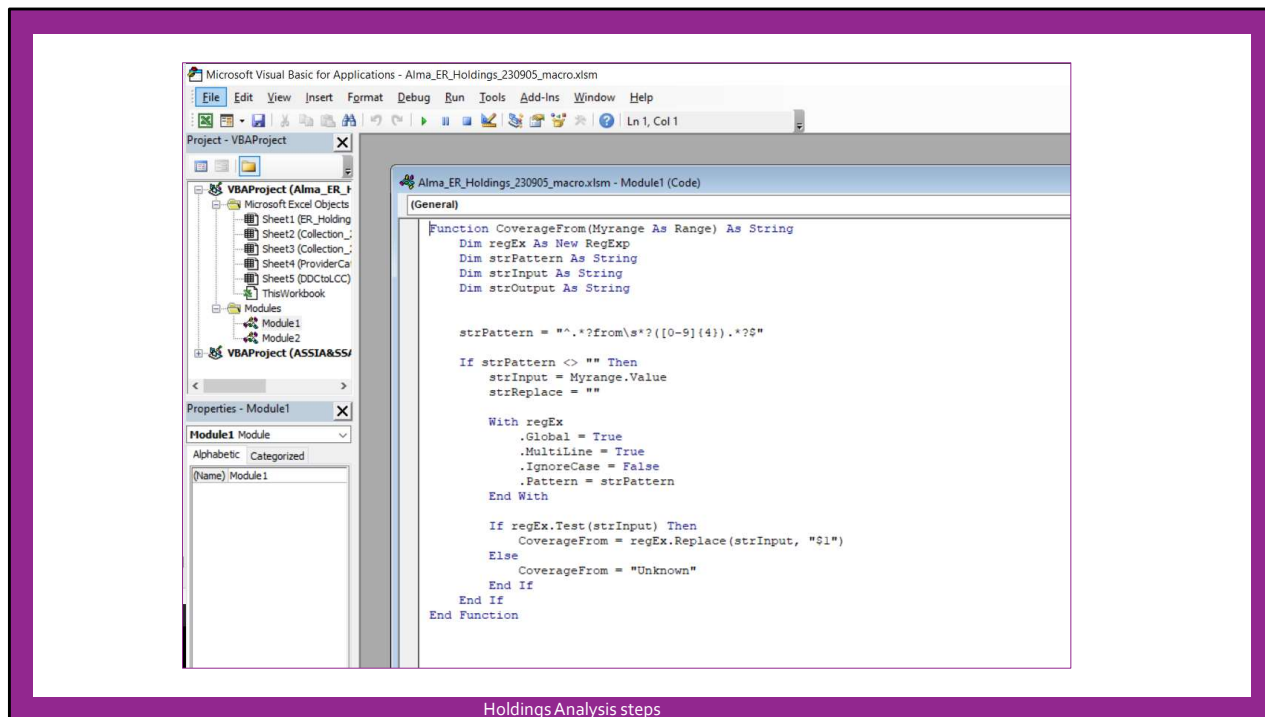 Microsoft Visual Basic for Applications - Alma_ER_Holdings_230905_macro.xlsm
File Edit View Insert Format Debug Run Tools Add-Ins Window Help
Ln 1, Col 1
Project - VBAProject
VBAProject (Alma_ER_H
Microsoft Excel Objects
Sheet1 (ER_Holding
Sheet2 (Collection_
Sheet3 (Collection_
Sheet4 (ProviderCa
Sheet5 (DDCtoLCC)
ThisWorkbook
Modules
Module1
Module2
VBAProject (ASSIA&SSA
Properties - Module1
Module1 Module
Alphabetic Categorized
(Name) Module1
Alma_ER_Holdings_230905_macro.xlsm - Module1 (Code)
(General)
Function CoverageFrom(Myrange As Range) As String
Dim regEx As New RegExp
Dim strPattern As String
Dim strInput As String
Dim strOutput As String
strPattern = "^.*?from\s*?([0-9]{4}).*?$"
If strPattern <> "" Then
strInput = Myrange.Value
strReplace = ""
With regEx
.Global = True
.MultiLine = True
.IgnoreCase = False
.Pattern = strPattern
End With
If regEx.Test(strInput) Then
CoverageFrom = regEx.Replace(strInput, "$1")
Else
CoverageFrom = "Unknown"
End If
End If
End Function
Holdings Analysis steps